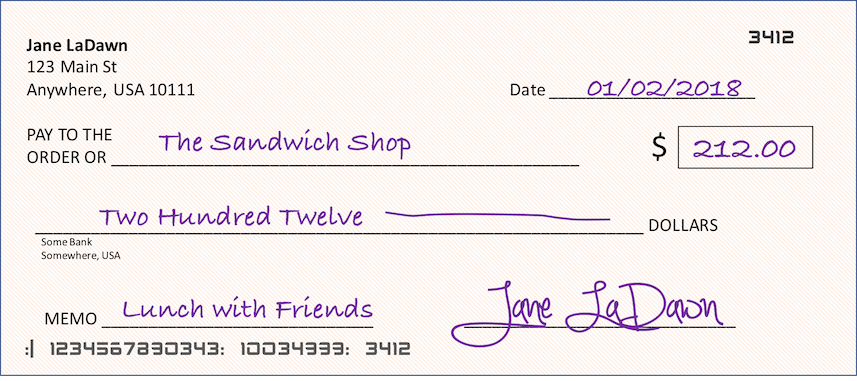 3412
Jane LaDawn
123 Main St
Anywhere, USA 10111
Date 01/02/2018
PAY TO THE
ORDER OR The Sandwich Shop $ 212.00
Two Hundred Twelve DOLLARS
Some Bank
Somewhere, USA
MEMO Lunch with Friends Jane LaDawn
:| 1234567890343: 10034999: 3412